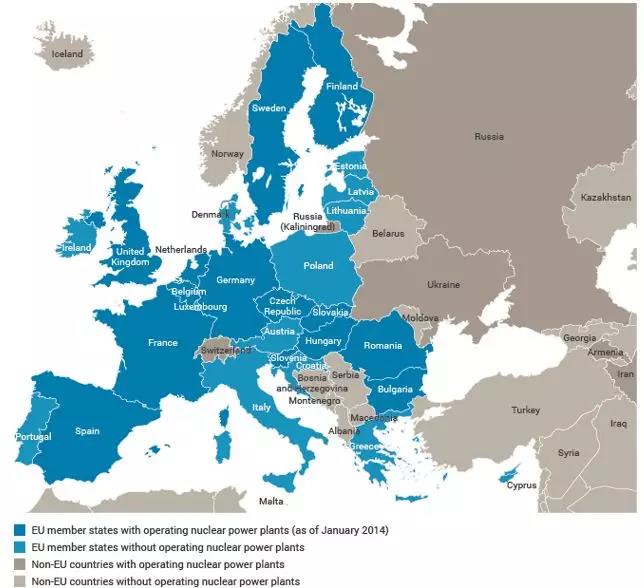 Iceland
Finland
Sweden
Russia
Norway
Estonia
Kazakhstan
Latvia
Denmark
Russia
(Kaliningrad)
Lithuania
Belarus
Ireland
United
Kingdom
Netherlands
Poland
Germany
Ukraine
Belgium
Luxembourg
Czech
Republic
Slovakia
Moldova
Austria
France
Switzerland
Hungary
Romania
Georgia
Slovenia
Croatia
Armenia
Bosnia
and Herzegovina
Serbia
Iran
Bulgaria
Montenegro
Italy
Turkey
Macedonia
Iraq
Portugal
Spain
Albania
Greece
Syria
Cyprus
Malta
EU member states with operating nuclear power plants (as of January 2014)
EU member states without operating nuclear power plants
Non-EU countries with operating nuclear power plants
Non-EU countries without operating nuclear power plants